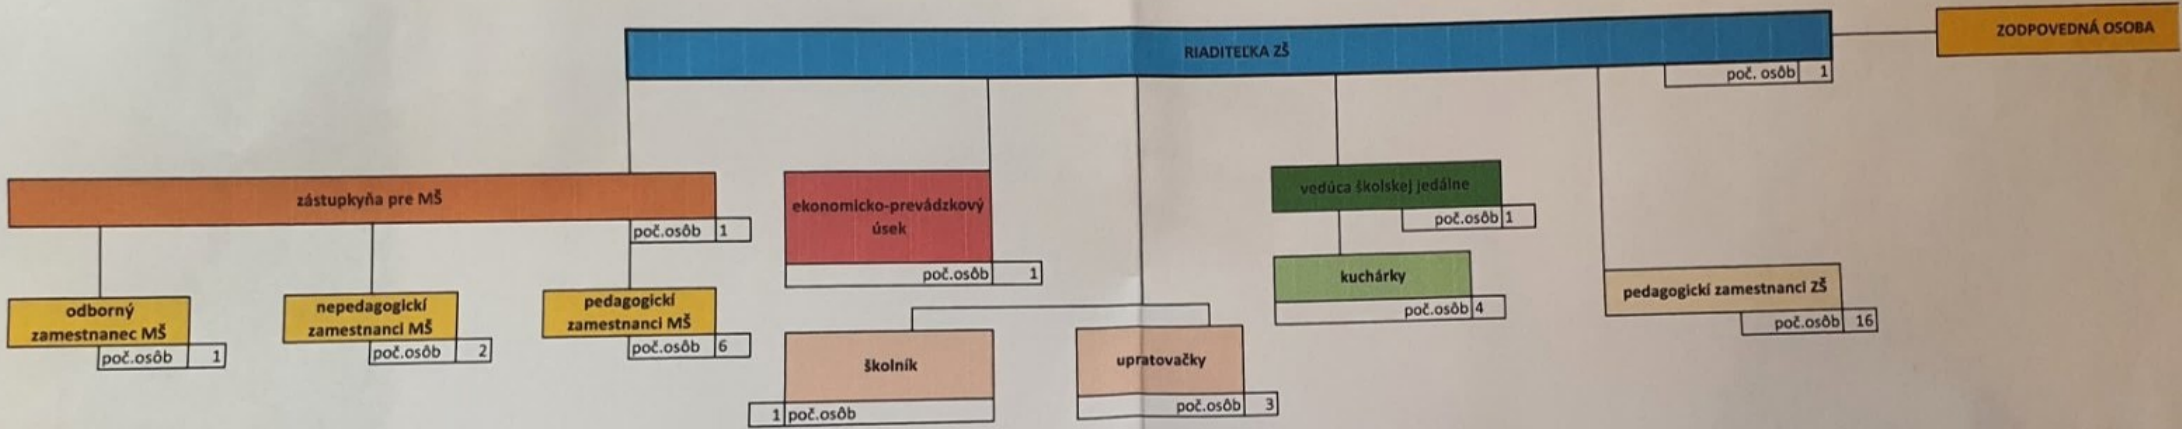 RIADITEĽKA ZŠ
poč. osôb 1
ZODPOVEDNÁ OSOBA
zástupkyňa pre MŠ
poč.osôb 1
ekonomicko-prevádzkový
úsek
poč.osôb 1
vedúca školskej jedálne
poč.osôb 1
kuchárky
poč.osôb 4
pedagogickí zamestnanci ZŠ
poč.osôb 16
odborný
zamestnanec MŠ
poč.osôb 1
nepedagogickí
zamestnanci MŠ
poč.osôb 2
pedagogickí
zamestnanci MŠ
poč.osôb 6
školník
1 poč.osôb
upratovačky
poč.osôb 3